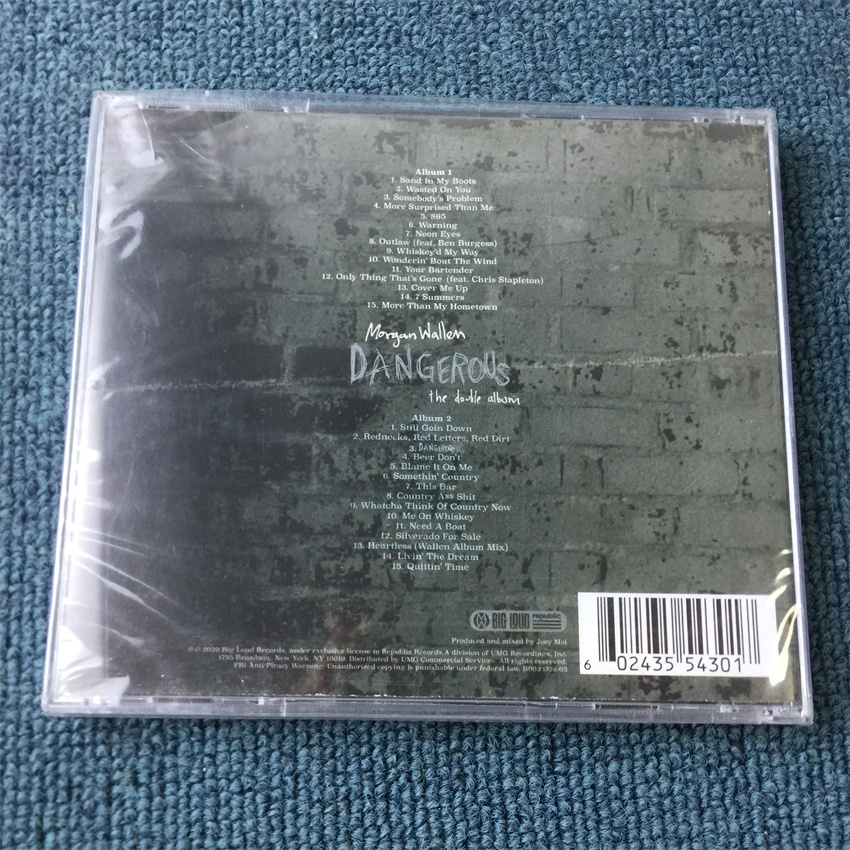 Album 1
1. Sand In My Boots
2. Wasted On You
3. Somebody's Problem
4. More Surprised Than Me
5. 865
6. Warning
7. Neon Eyes
8. Outlaw (feat. Ben Burgess)
9. Whiskey'd My Way
10. Wonderin' Bout The Wind
11. Your Bartender
12. Only Thing That's Gone (feat. Chris Stapleton)
13. Cover Me Up
14. 7 Summers
15. More Than My Hometown
Morgan Wallen
DANGEROUS
the double album
Album 2
1. Still Goin Down
2. Rednecks, Red Letters, Red Dirt
3. DANGEROUS
4. Beer Don't
5. Blame It On Me
6. Somethin' Country
7. This Bar
8. Country Ass Shit
9. Whatcha Think Of Country Now
10. Me On Whiskey
11. Need A Boat
12. Silverado For Sale
13. Heartless (Wallen Album Mix)
14. Livin' The Dream
15. Quittin' Time
BIG LOUD republic
Produced and mixed by Joey Moi
℗© 2020 Big Loud Records, under exclusive license to Republic Records. A division of UMG Recordings, Inc.
1755 Broadway, New York, NY 10019. Distributed by UMG Commercial Services. All rights reserved.
FBI Anti-Piracy Warning: Unauthorized copying is punishable under federal law.
6 02435 54301